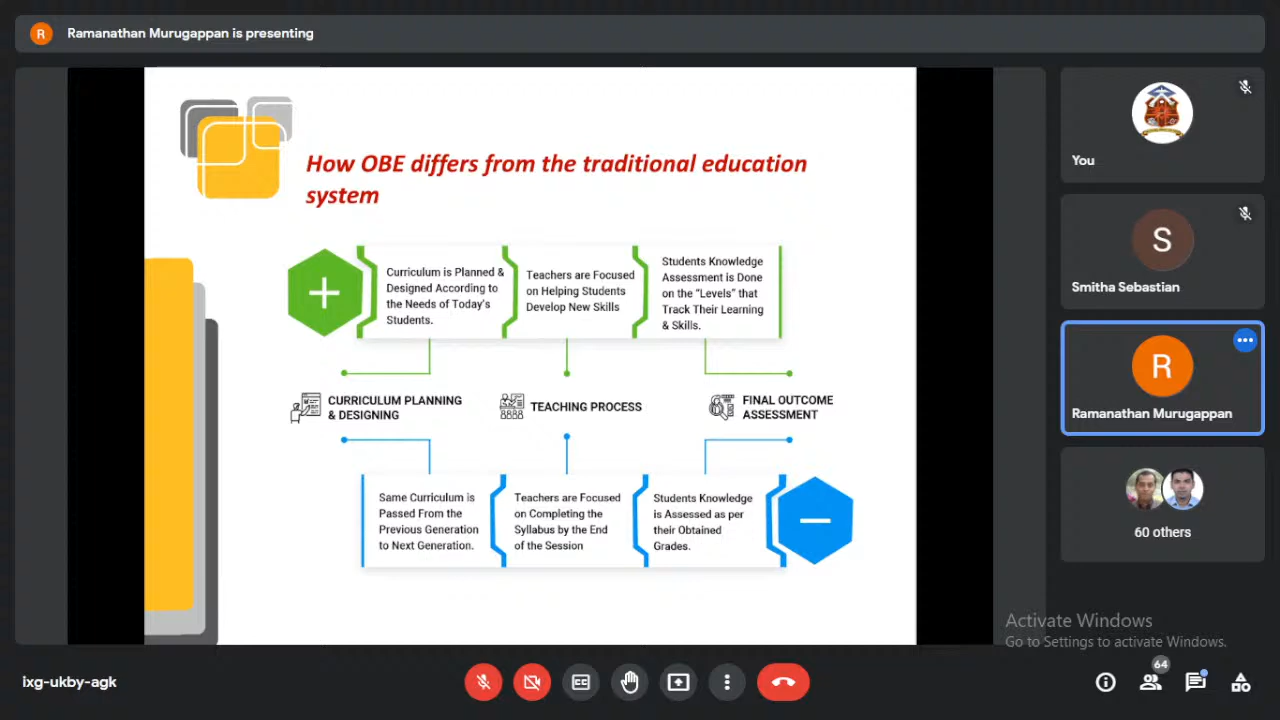 R
Ramanathan Murugappan is presenting
How OBE differs from the traditional education
system
Curriculum is Planned &
Designed According to
the Needs of Today's
Students.
Teachers are Focused
on Helping Students
Develop New Skills
Students Knowledge
Assessment is Done
on the “Levels” that
Track Their Learning
& Skills.
CURRICULUM PLANNING
& DESIGNING
TEACHING PROCESS
FINAL OUTCOME
ASSESSMENT
Same Curriculum is
Passed From the
Previous Generation
to Next Generation.
Teachers are Focused
on Completing the
Syllabus by the End
of the Session
Students Knowledge
is Assessed as per
their Obtained
Grades.
You
S
Smitha Sebastian
R
Ramanathan Murugappan
60 others
Activate Windows
Go to Settings to activate Windows.
ixg-ukby-agk
64